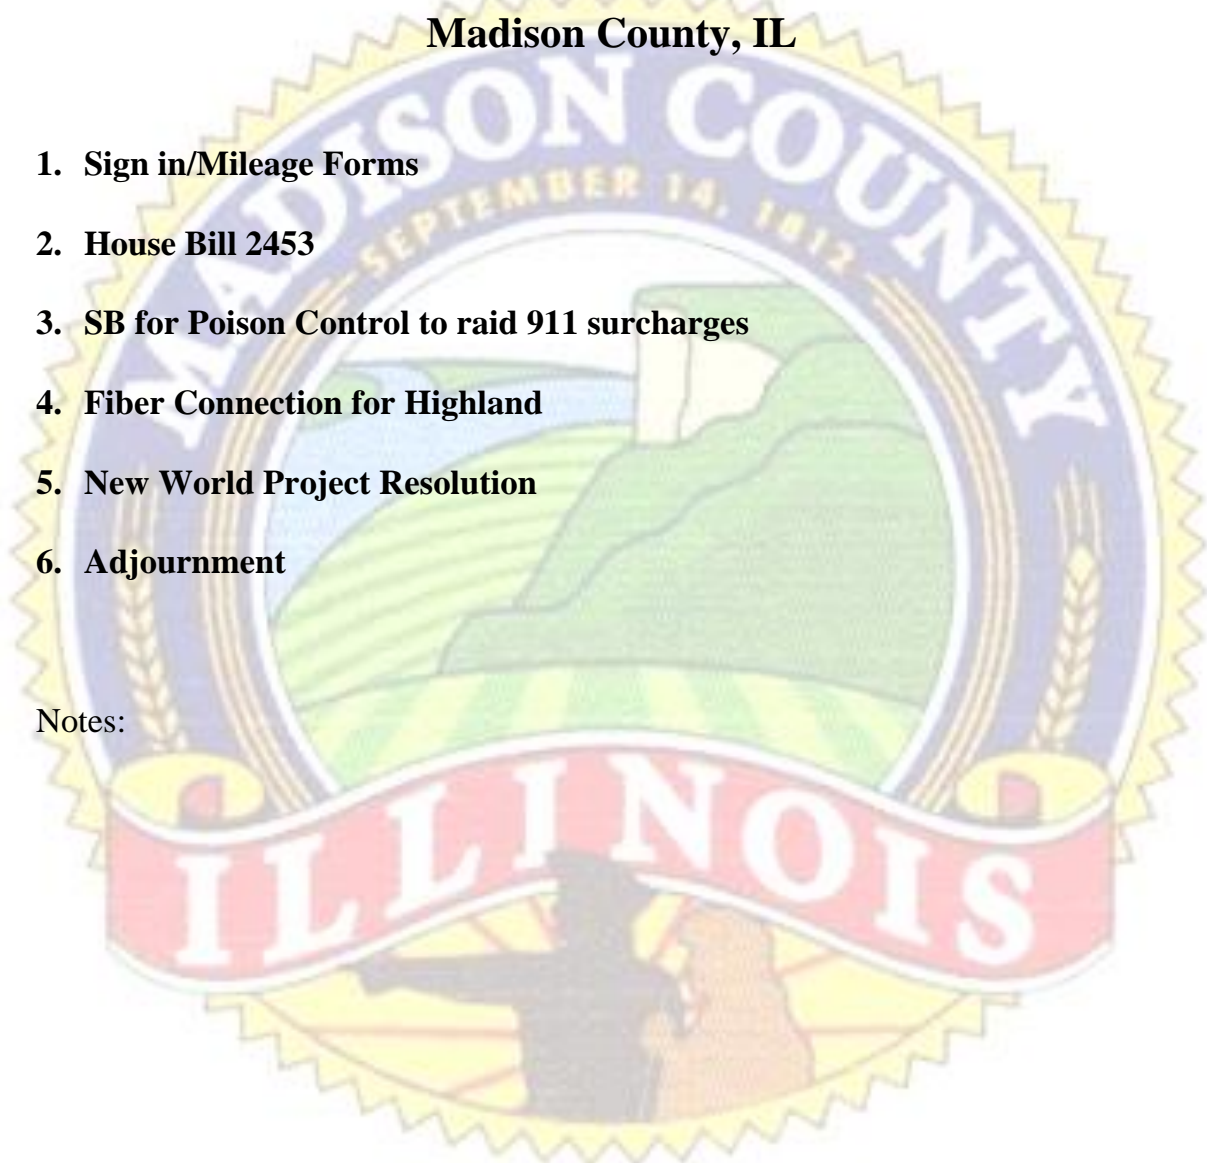 Madison County, IL
MADISON COUNTY
SEPTEMBER 14, 1812
1. Sign in/Mileage Forms
2. House Bill 2453
3. SB for Poison Control to raid 911 surcharges
4. Fiber Connection for Highland
5. New World Project Resolution
6. Adjournment
Notes:
ILLINOIS